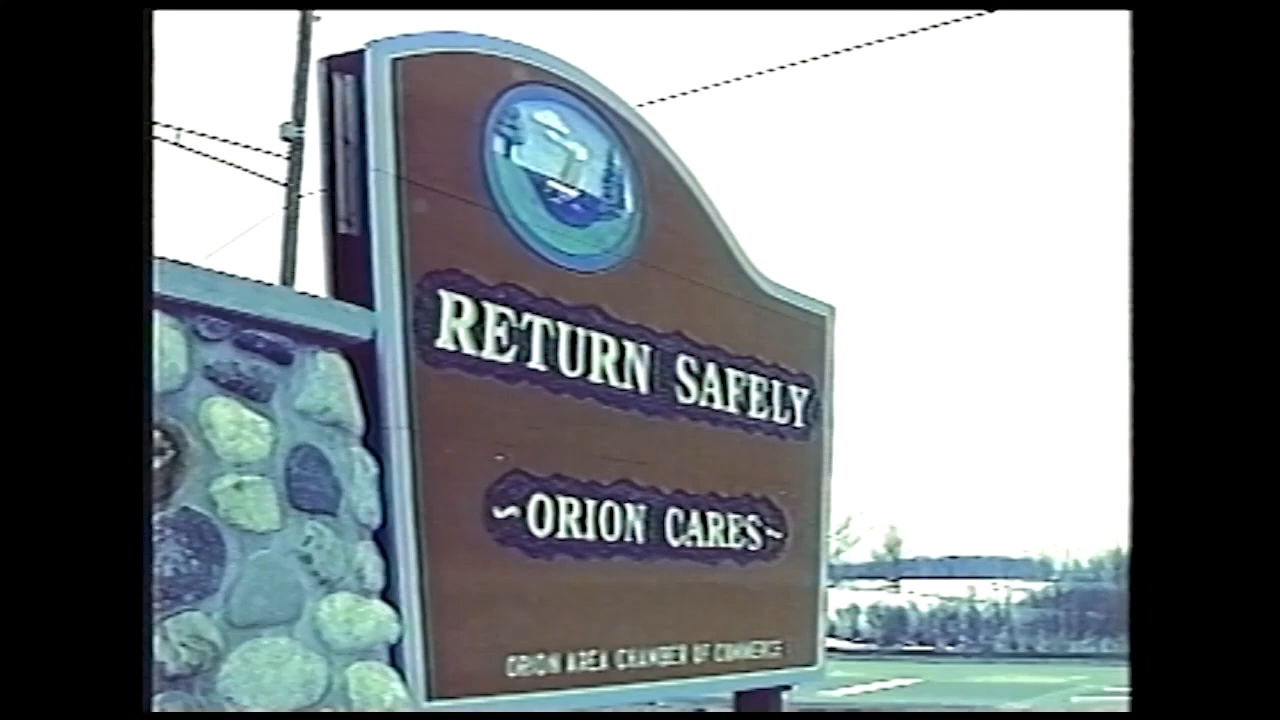 RETURN SAFELY
~ORION CARES~
ORION AREA CHAMBER OF COMMERCE